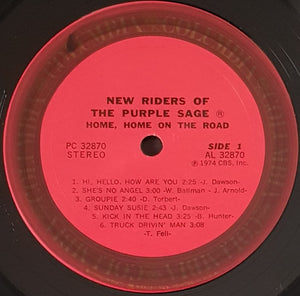 NEW RIDERS OF
THE PURPLE SAGE ®
HOME, HOME ON THE ROAD
PC 32870
STEREO
SIDE 1
AL 32870
℗ 1974 CBS, Inc.
1. HI, HELLO, HOW ARE YOU 2:25 -J. Dawson-
2. SHE'S NO ANGEL 3:00 -W. Batiman - J. Arnold-
3. GROUPIE 2:40 -D. Torbert-
4. SUNDAY SUSIE 2:43 -J. Dawson-
5. KICK IN THE HEAD 3:25 -B. Hunter-
6. TRUCK DRIVIN' MAN 3:08
-T. Fell-